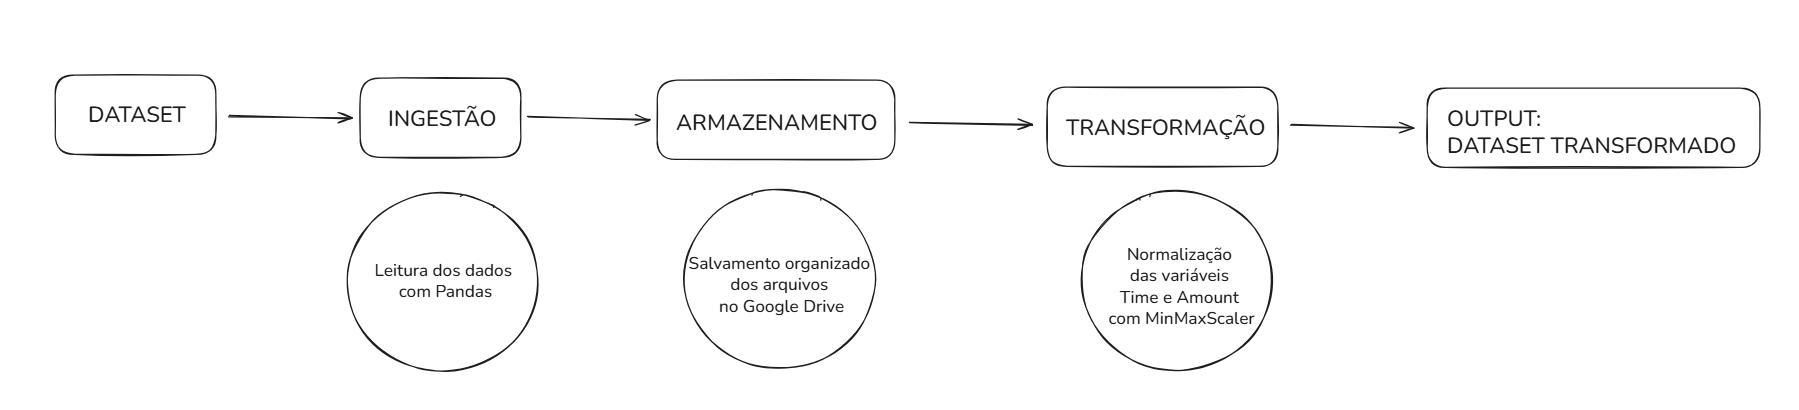 DATASET
INGESTÃO
ARMAZENAMENTO
TRANSFORMAÇÃO
OUTPUT:
DATASET TRANSFORMADO
Leitura dos dados
com Pandas
Salvamento organizado
dos arquivos
no Google Drive
Normalização
das variáveis
Time e Amount
com MinMaxScaler